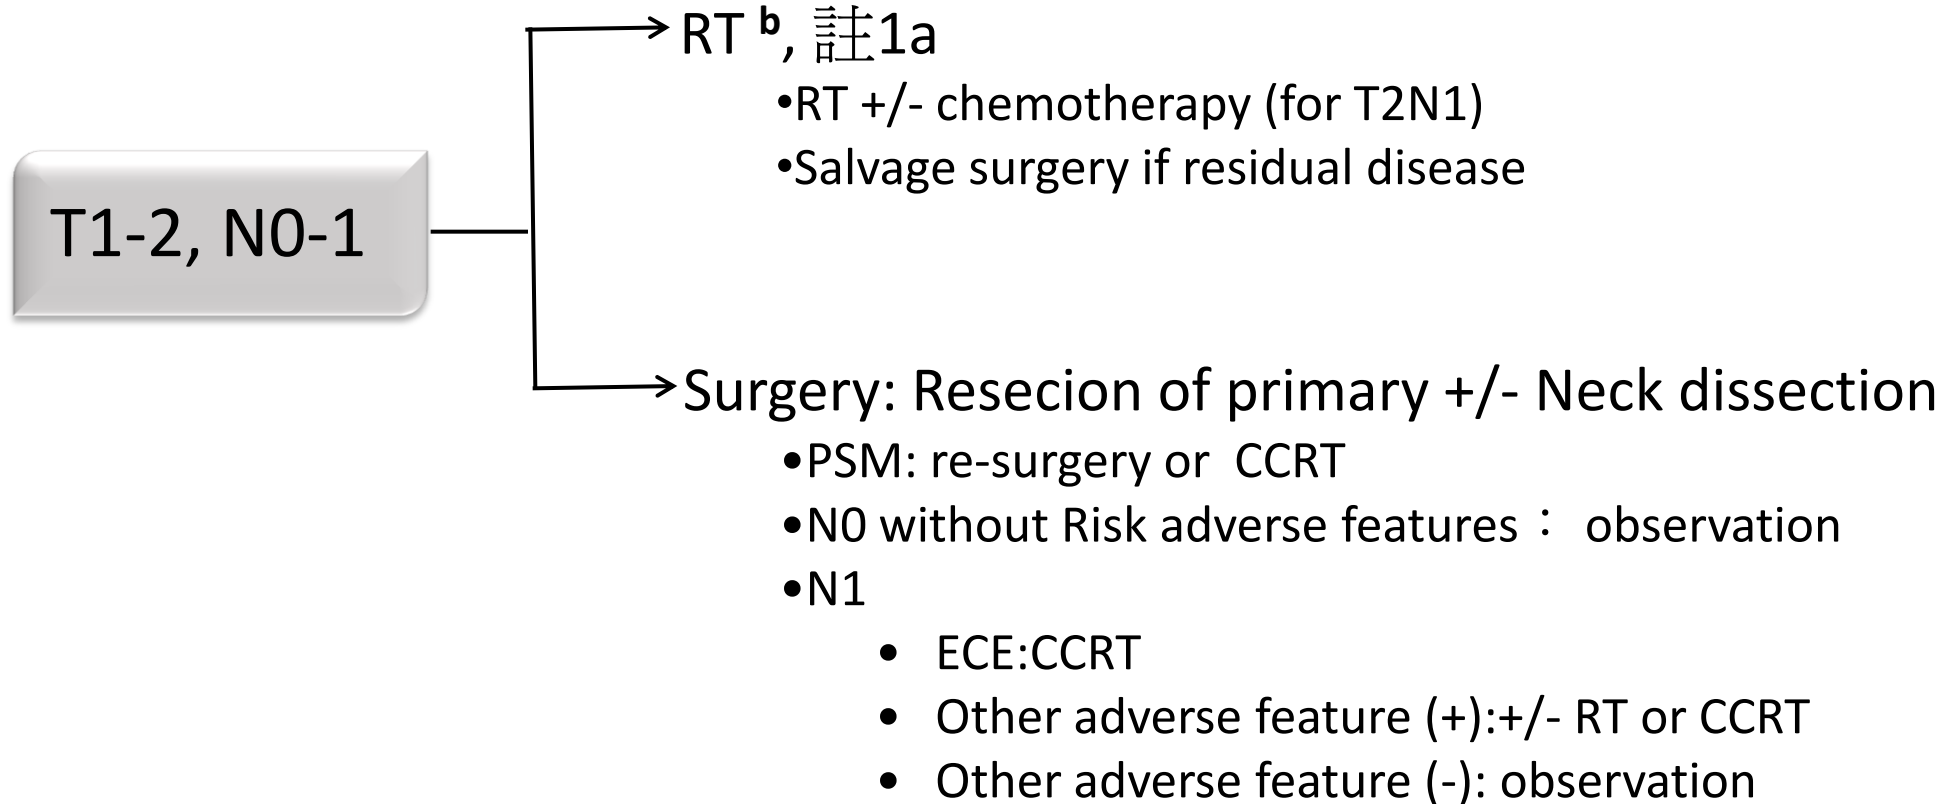 RT b, 註1a
•RT +/- chemotherapy (for T2N1)
•Salvage surgery if residual disease
T1-2, N0-1
Surgery: Resecion of primary +/- Neck dissection
•PSM: re-surgery or CCRT
•N0 without Risk adverse features： observation
•N1
• ECE:CCRT
• Other adverse feature (+):+/- RT or CCRT
• Other adverse feature (-): observation